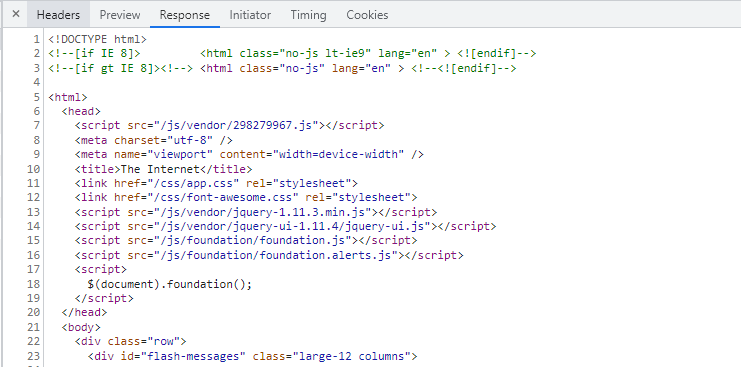 × Headers Preview Response Initiator Timing Cookies
1 <!DOCTYPE html>
2 <!--[if IE 8]>         <html class="no-js lt-ie9" lang="en" > <![endif]-->
3 <!--[if gt IE 8]><!--> <html class="no-js" lang="en" > <!--<![endif]-->
4
5 <html>
6   <head>
7     <script src="/js/vendor/298279967.js"></script>
8     <meta charset="utf-8" />
9     <meta name="viewport" content="width=device-width" />
10     <title>The Internet</title>
11     <link href="/css/app.css" rel="stylesheet">
12     <link href="/css/font-awesome.css" rel="stylesheet">
13     <script src="/js/vendor/jquery-1.11.3.min.js"></script>
14     <script src="/js/vendor/jquery-ui-1.11.4/jquery-ui.js"></script>
15     <script src="/js/foundation/foundation.js"></script>
16     <script src="/js/foundation/foundation.alerts.js"></script>
17     <script>
18       $(document).foundation();
19     </script>
20   </head>
21   <body>
22     <div class="row">
23       <div id="flash-messages" class="large-12 columns">